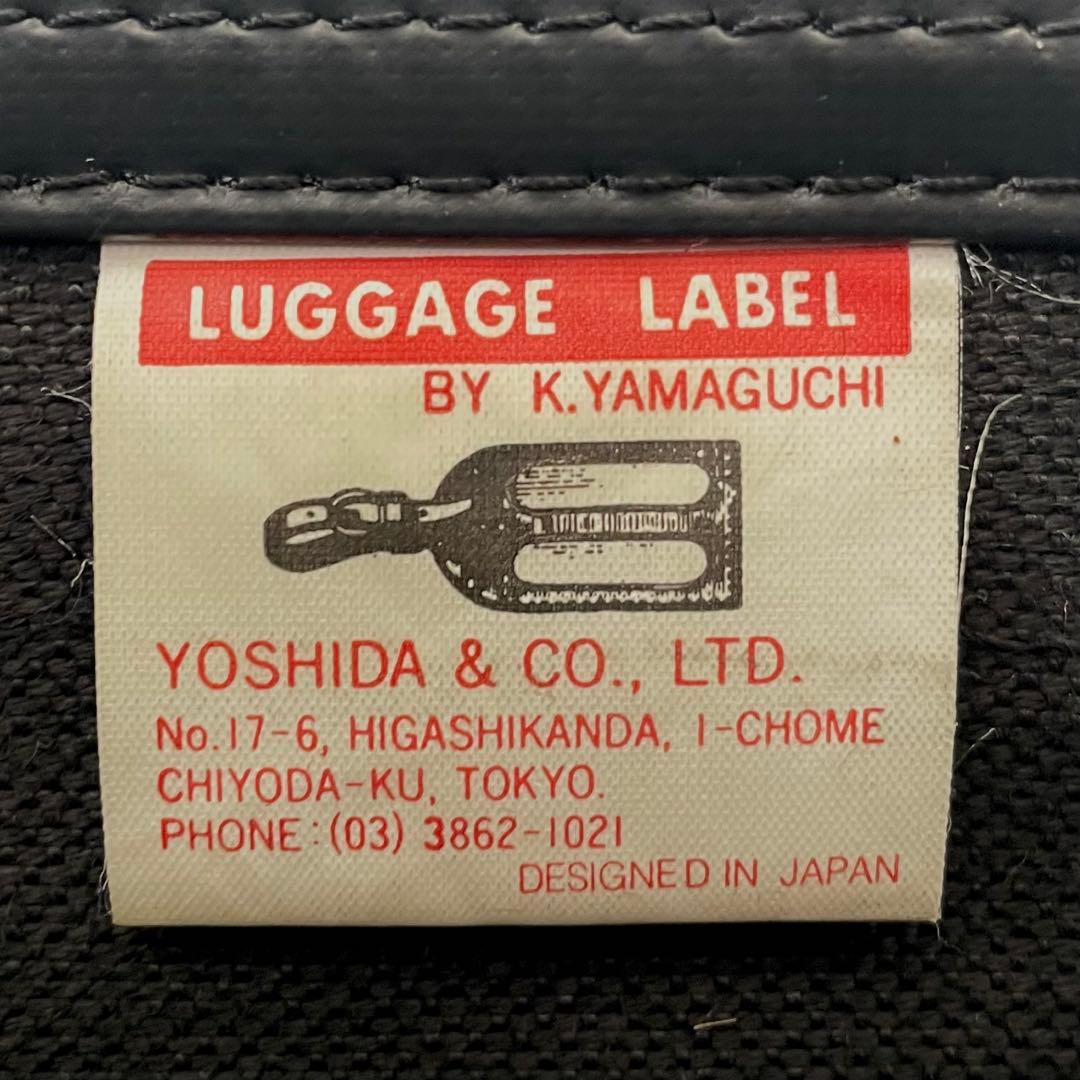 LUGGAGE LABEL
BY K.YAMAGUCHI
YOSHIDA & CO., LTD.
No.17-6, HIGASHIKANDA, 1-CHOME
CHIYODA-KU, TOKYO.
PHONE:(03) 3862-1021
DESIGNED IN JAPAN